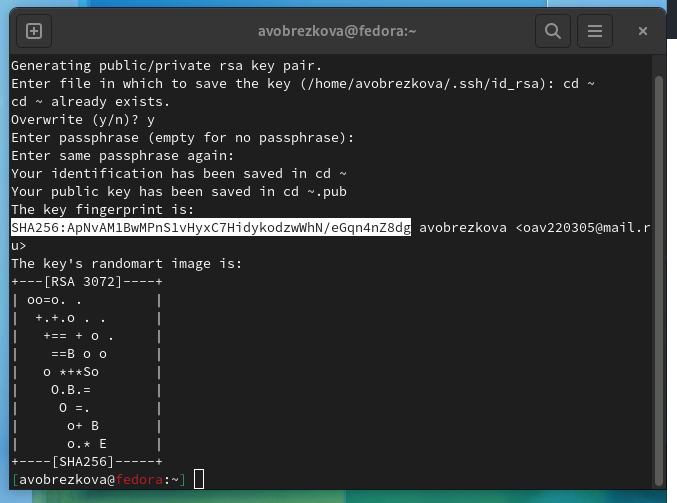 avobrezkova@fedora:~
Generating public/private rsa key pair.
Enter file in which to save the key (/home/avobrezkova/.ssh/id_rsa): cd ~
cd ~ already exists.
Overwrite (y/n)? y
Enter passphrase (empty for no passphrase):
Enter same passphrase again:
Your identification has been saved in cd ~
Your public key has been saved in cd ~.pub
The key fingerprint is:
SHA256:ApNvAM1BwMPnS1vHyxC7HidykodzwWhN/eGqn4nZ8dg avobrezkova <oav220305@mail.r
u>
The key's randomart image is:
+---[RSA 3072]----+
| oo=o. .         |
|  +.+.o . .      |
|   +== + o .     |
|    ==B o o      |
|   o *+*So       |
|    O.B.=        |
|     O =.        |
|      o+ B       |
|      o.* E      |
+----[SHA256]-----+
[avobrezkova@fedora:~]